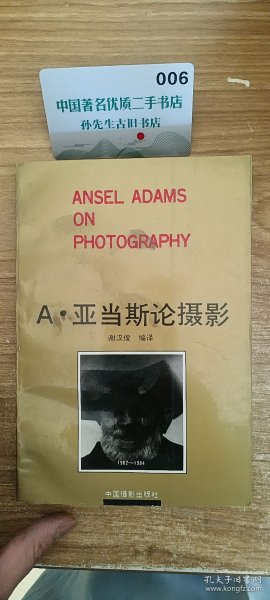 006
中国著名优质二手书店
孙先生古旧书店
ANSEL ADAMS
ON
PHOTOGRAPHY
A·亚当斯论摄影
谢汉俊 编译
1902-1984
中国摄影出版社
孔夫子旧书网